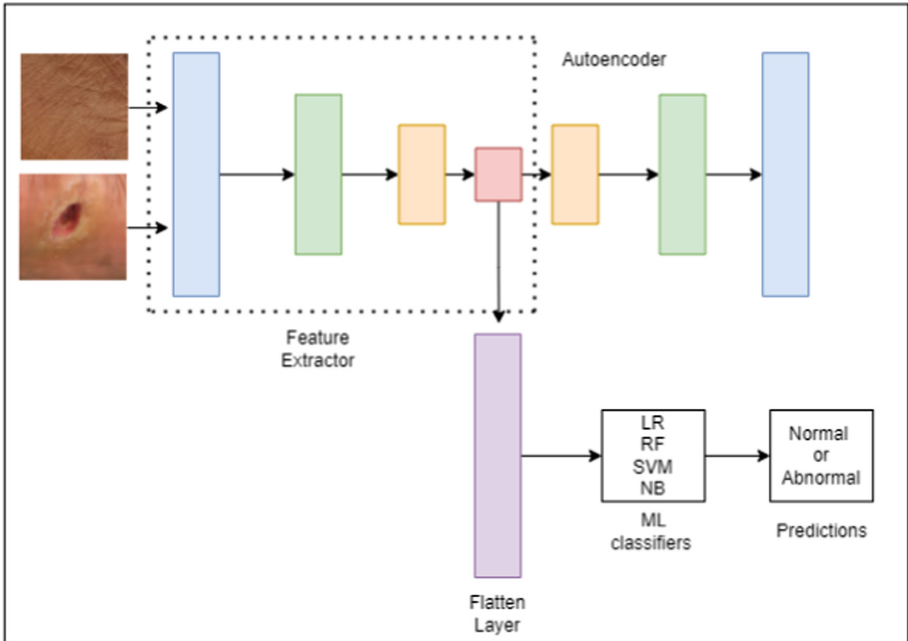 Autoencoder
Feature
Extractor
LR
RF
SVM
NB
ML
classifiers
Normal
or
Abnormal
Predictions
Flatten
Layer